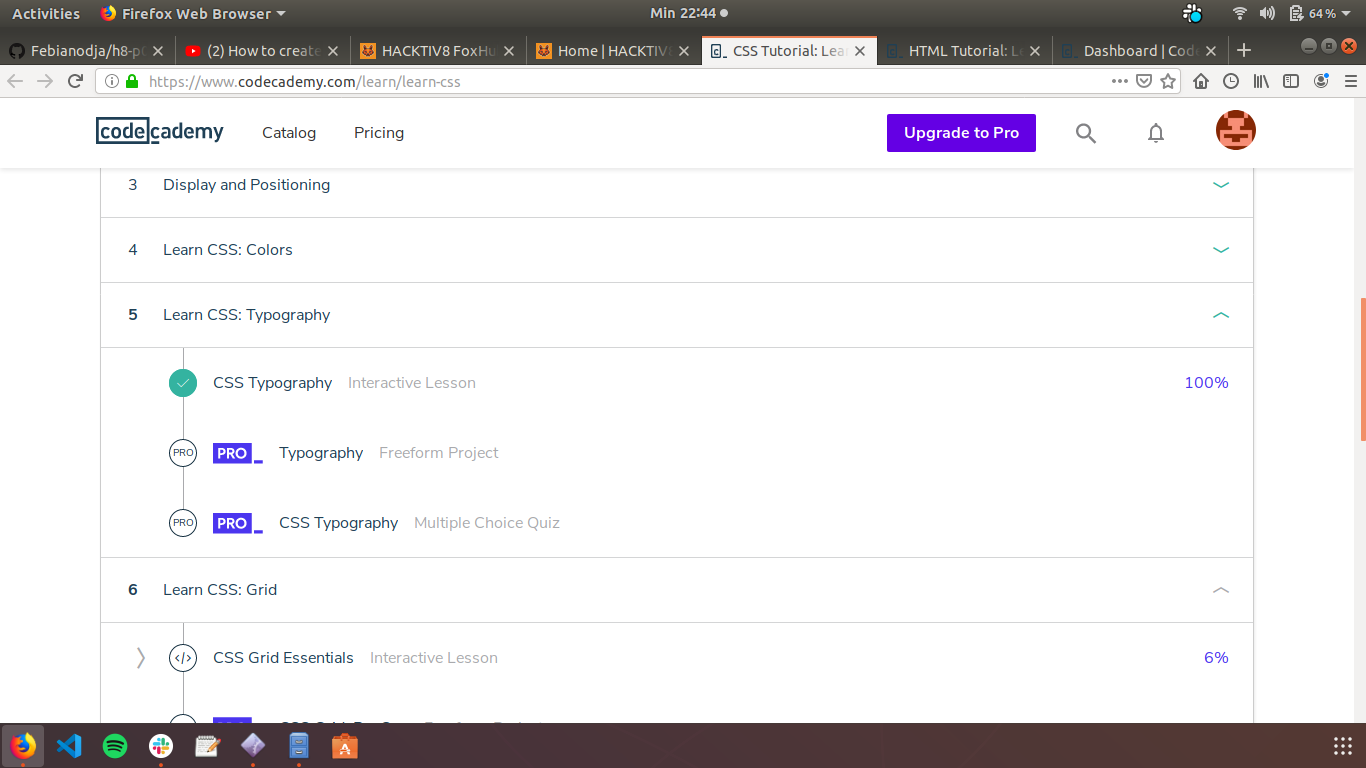 Activities Firefox Web Browser Min 22:44 64 %
Febianodja/h8-p (2) How to create HACKTIV8 FoxHu Home | HACKTIV8 CSS Tutorial: Lea HTML Tutorial: Le Dashboard | Code
https://www.codecademy.com/learn/learn-css
codecademy Catalog Pricing Upgrade to Pro
3 Display and Positioning
4 Learn CSS: Colors
5 Learn CSS: Typography
CSS Typography Interactive Lesson 100%
PRO PRO Typography Freeform Project
PRO PRO CSS Typography Multiple Choice Quiz
6 Learn CSS: Grid
</> CSS Grid Essentials Interactive Lesson 6%